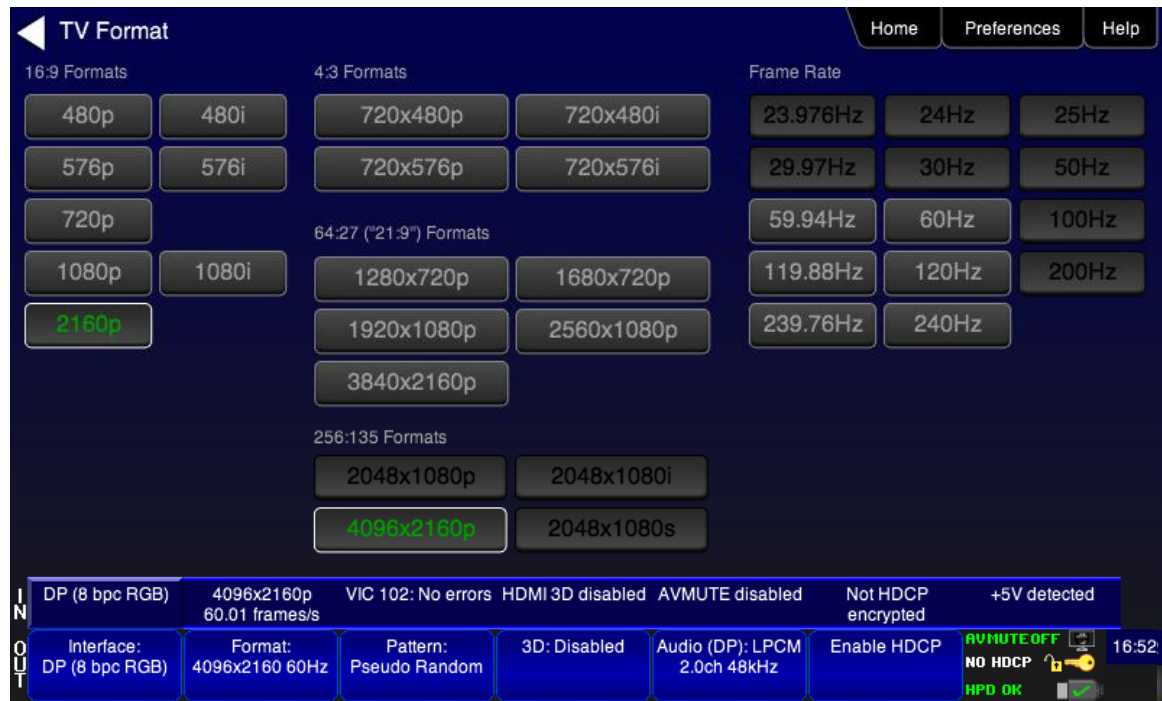 TV Format
Home
Preferences
Help
16:9 Formats
4:3 Formats
Frame Rate
480p
480i
720x480p
720x480i
23.976Hz
24Hz
25Hz
576p
576i
720x576p
720x576i
29.97Hz
30Hz
50Hz
720p
64:27 ("21:9") Formats
59.94Hz
60Hz
100Hz
1080p
1080i
1280x720p
1680x720p
119.88Hz
120Hz
200Hz
2160p
1920x1080p
2560x1080p
239.76Hz
240Hz
3840x2160p
256:135 Formats
2048x1080p
2048x1080i
4096x2160p
2048x1080s
IN
DP (8 bpc RGB)
4096x2160p
60.01 frames/s
VIC 102: No errors
HDMI 3D disabled
AVMUTE disabled
Not HDCP
encrypted
+5V detected
OUT
Interface:
DP (8 bpc RGB)
Format:
4096x2160 60Hz
Pattern:
Pseudo Random
3D: Disabled
Audio (DP): LPCM
2.0ch 48kHz
Enable HDCP
AVMUTEOFF
NO HDCP
HPD OK
16:52